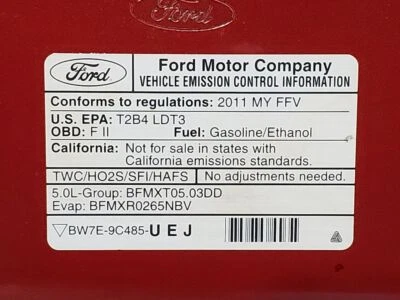 Ford
Ford
Ford Motor Company
VEHICLE EMISSION CONTROL INFORMATION
Conforms to regulations: 2011 MY FFV
U.S. EPA: T2B4 LDT3
OBD: F II Fuel: Gasoline/Ethanol
California: Not for sale in states with
California emissions standards.
TWC/HO2S/SFI/HAFS No adjustments needed.
5.0L-Group: BFMXT05.03DD
Evap: BFMXR0265NBV
BW7E-9C485-UEJ